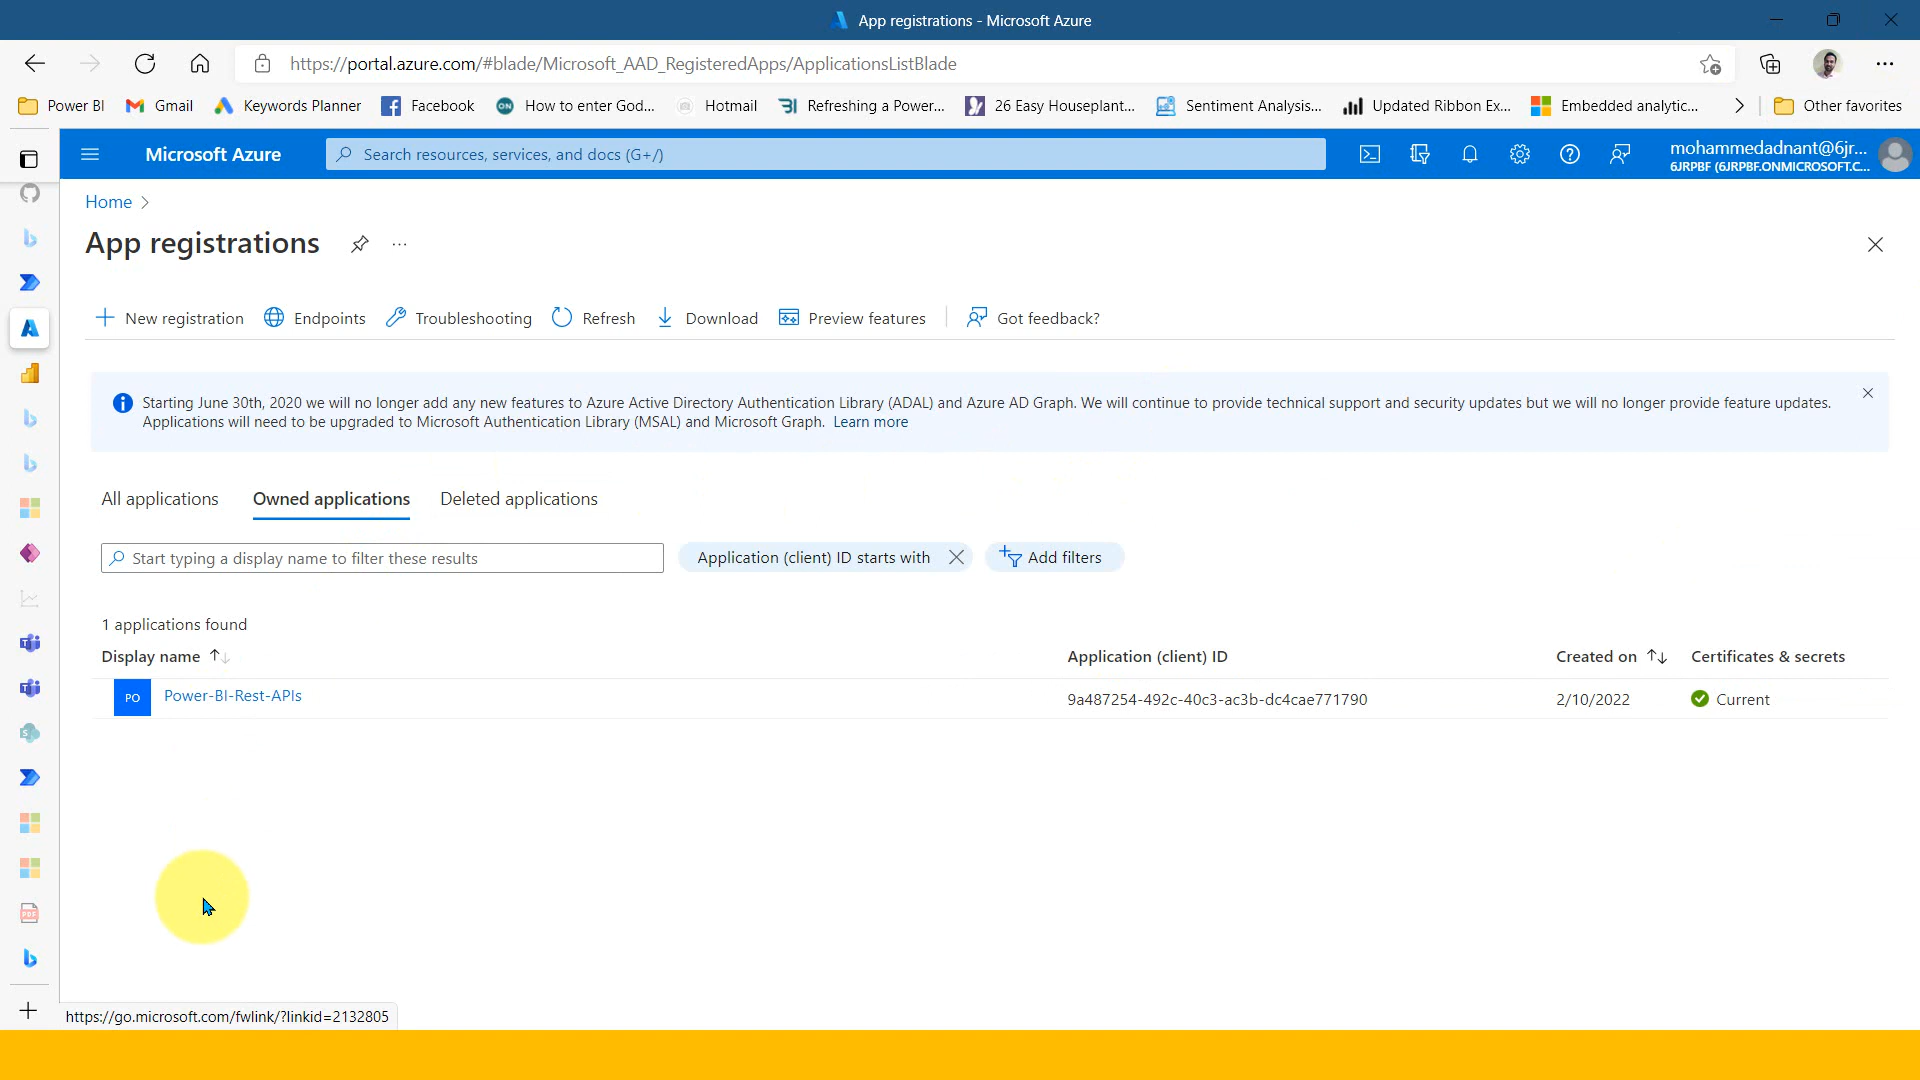 App registrations - Microsoft Azure
https://portal.azure.com/#blade/Microsoft_AAD_RegisteredApps/ApplicationsListBlade
Power BI
Gmail
Keywords Planner
Facebook
How to enter God...
Hotmail
Refreshing a Power...
26 Easy Houseplant...
Sentiment Analysis...
Updated Ribbon Ex...
Embedded analytic...
Other favorites
Microsoft Azure
Search resources, services, and docs (G+/)
mohammedadnant@6jr...
6JRPBF (6JRPBF.ONMICROSOFT.C...
Home
App registrations
New registration
Endpoints
Troubleshooting
Refresh
Download
Preview features
Got feedback?
Starting June 30th, 2020 we will no longer add any new features to Azure Active Directory Authentication Library (ADAL) and Azure AD Graph. We will continue to provide technical support and security updates but we will no longer provide feature updates.
Applications will need to be upgraded to Microsoft Authentication Library (MSAL) and Microsoft Graph. Learn more
All applications
Owned applications
Deleted applications
Start typing a display name to filter these results
Application (client) ID starts with
Add filters
1 applications found
Display name
Application (client) ID
Created on
Certificates & secrets
PO
Power-BI-Rest-APIs
9a487254-492c-40c3-ac3b-dc4cae771790
2/10/2022
Current
https://go.microsoft.com/fwlink/?linkid=2132805